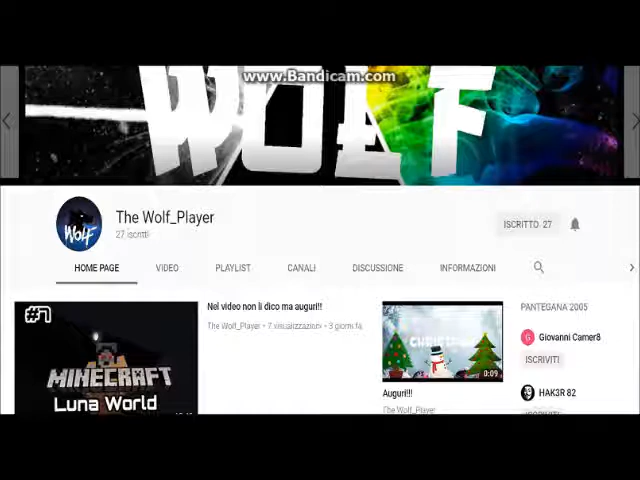 www.Bandicam.com
WOLF
The Wolf_Player
27 iscritti
ISCRITTO 27
HOME PAGE VIDEO PLAYLIST CANALI DISCUSSIONE INFORMAZIONI
WOLF
#7
MINECRAFT
Luna World
Nel video non li dico ma auguri!!
The Wolf_Player • 7 visualizzazioni • 3 giorni fa
0:09
Auguri!!!
The Wolf_Player
PANTEGANA 2005
Giovanni Camer8
ISCRIVITI
HAK3R 82
ISCRIVITI